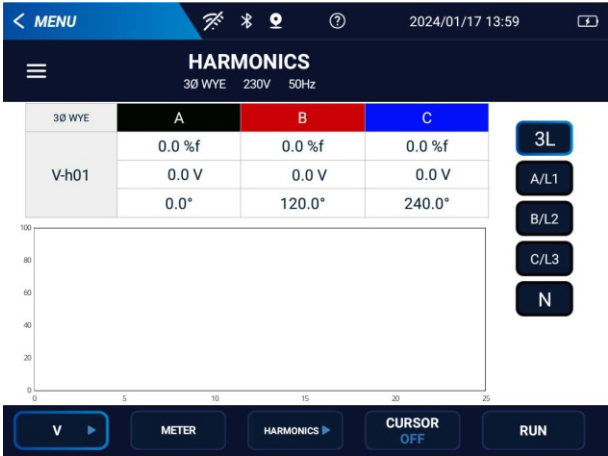 MENU
2024/01/17 13:59
HARMONICS
3Ø WYE 230V 50Hz
3Ø WYE A B C
0.0 %f 0.0 %f 0.0 %f
V-h01 0.0 V 0.0 V 0.0 V
0.0° 120.0° 240.0°
3L
A/L1
B/L2
C/L3
N
100
80
60
40
20
0
0 5 10 15 20 25
V METER HARMONICS CURSOR OFF RUN